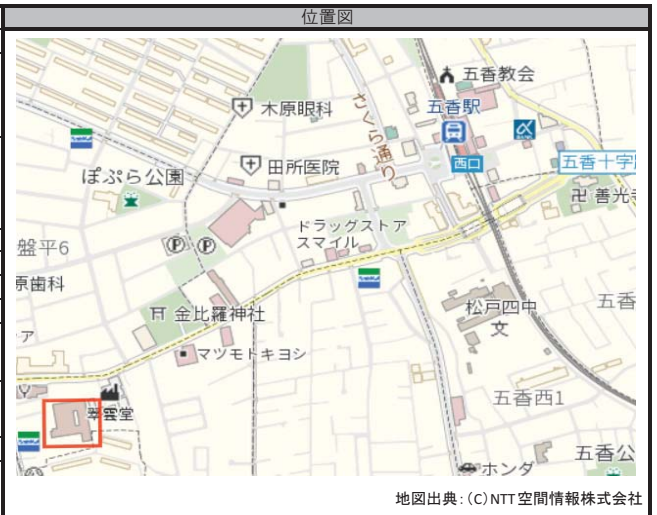 位置図
五香教会
木原眼科
さくら通り
五香駅
西口
五香十字
田所医院
ぽぷら公園
善光寺
ドラッグストア
スマイル
盤平6
P
P
原歯科
金比羅神社
松戸四中
文
五香
ア
マツモトキヨシ
五香西1
翠雲堂
五香公
ホンダ
地図出典:(C)NTT空間情報株式会社